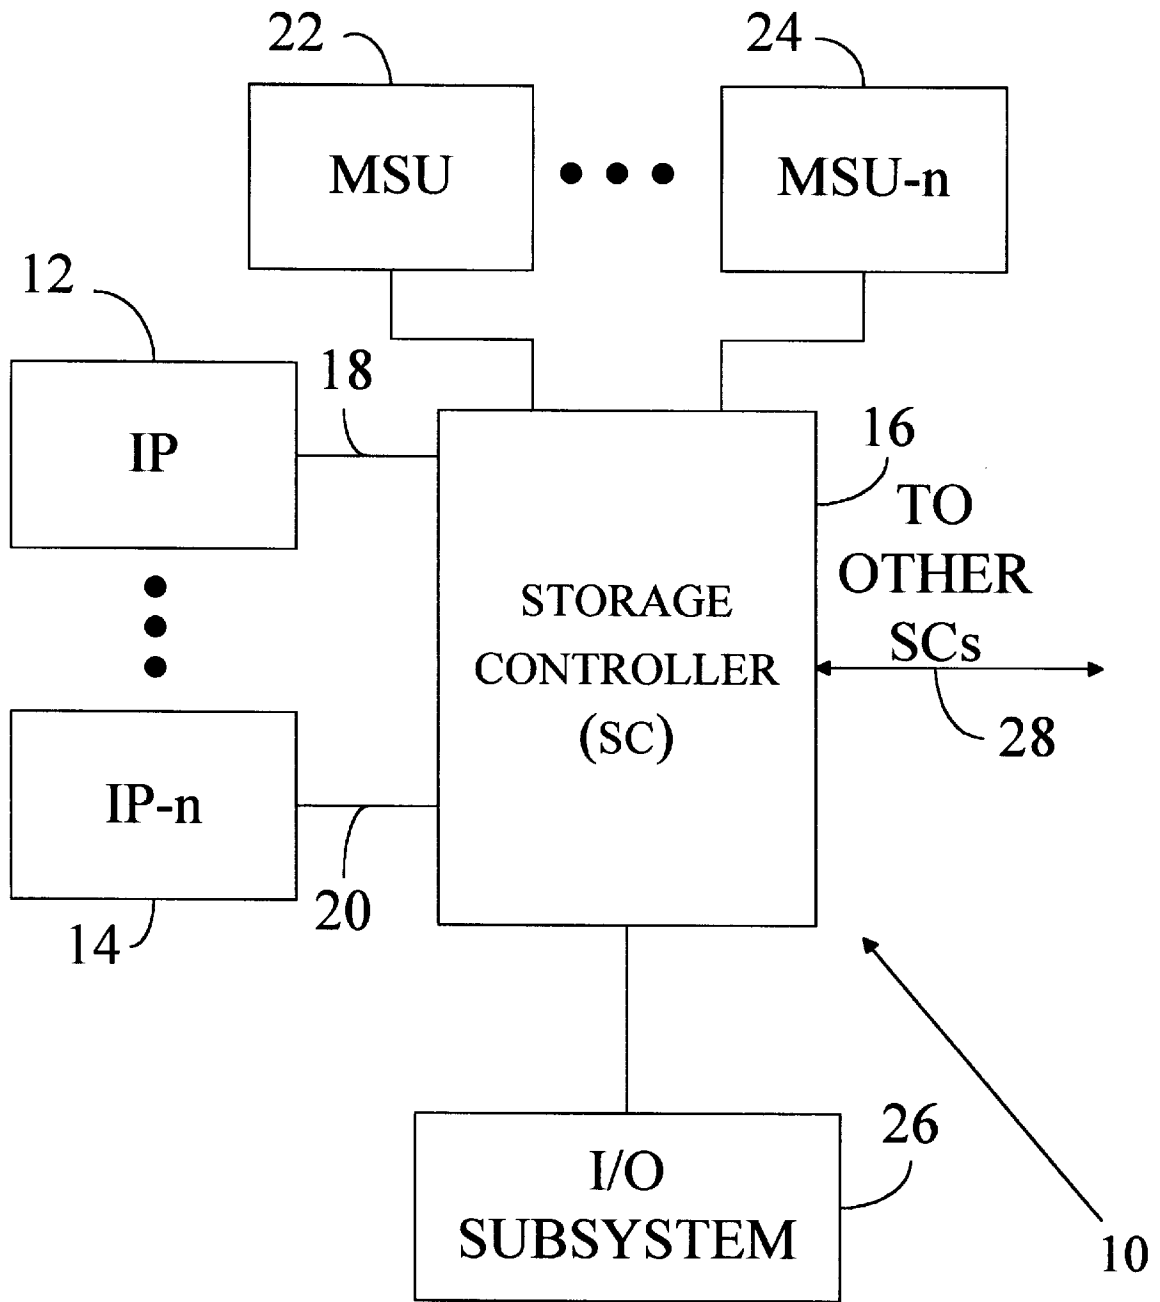 22
24
MSU
MSU-n
12
18
IP
16
TO
OTHER
SCs
STORAGE
CONTROLLER
(SC)
28
IP-n
20
14
26
I/O
SUBSYSTEM
10